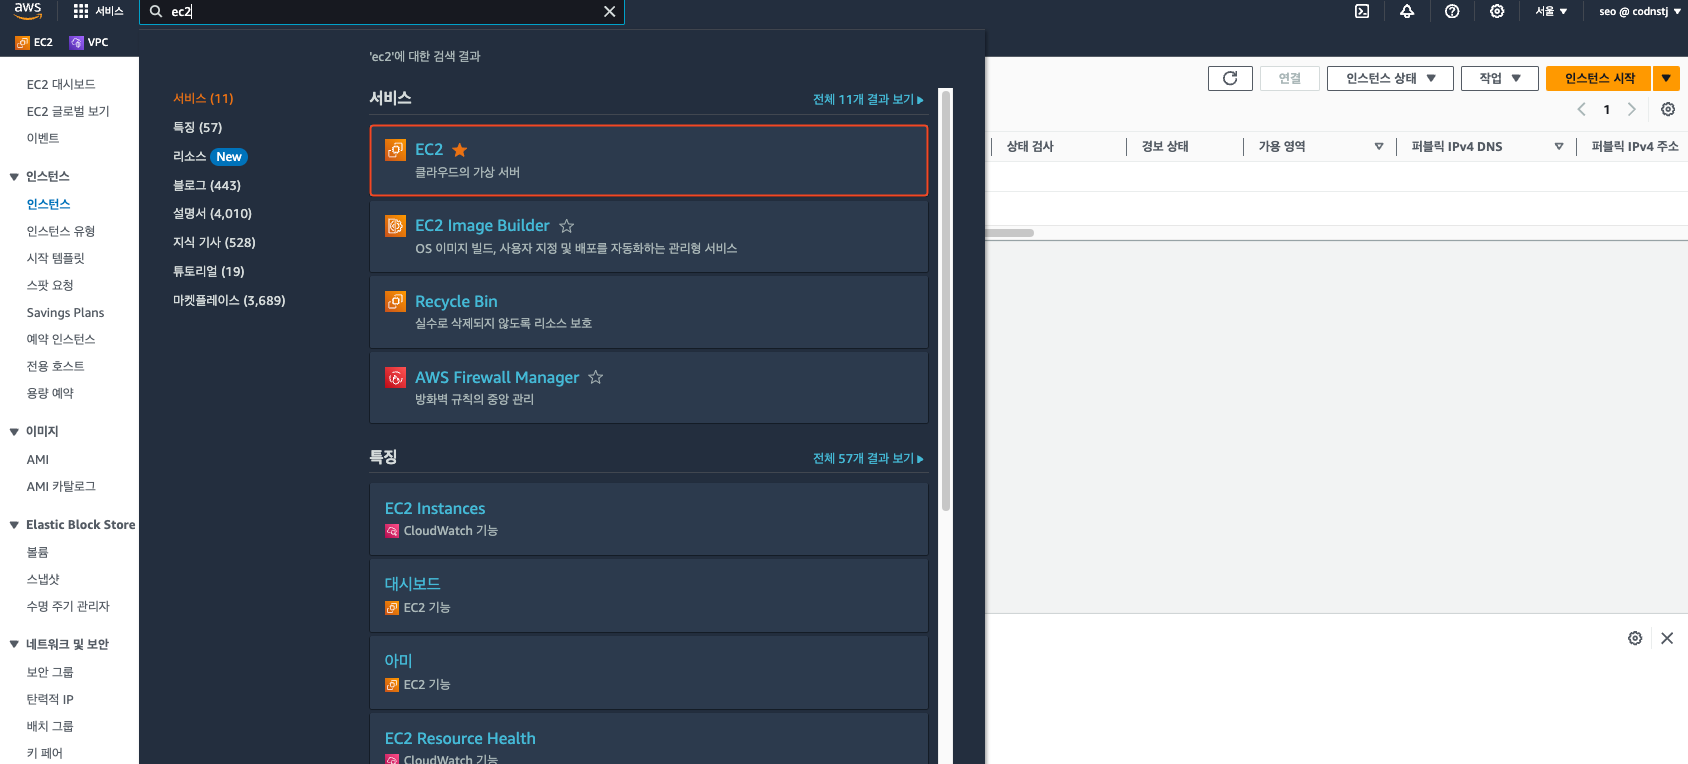 aws
서비스
ec2
서울
seo @ codnstj
EC2
VPC
EC2 대시보드
EC2 글로벌 보기
이벤트
인스턴스
인스턴스
인스턴스 유형
시작 템플릿
스팟 요청
Savings Plans
예약 인스턴스
전용 호스트
용량 예약
이미지
AMI
AMI 카탈로그
Elastic Block Store
볼륨
스냅샷
수명 주기 관리자
네트워크 및 보안
보안 그룹
탄력적 IP
배치 그룹
키 페어
'ec2'에 대한 검색 결과
서비스 (11)
특징 (57)
리소스 New
블로그 (443)
설명서 (4,010)
지식 기사 (528)
튜토리얼 (19)
마켓플레이스 (3,689)
서비스
전체 11개 결과 보기
EC2
클라우드의 가상 서버
EC2 Image Builder
OS 이미지 빌드, 사용자 지정 및 배포를 자동화하는 관리형 서비스
Recycle Bin
실수로 삭제되지 않도록 리소스 보호
AWS Firewall Manager
방화벽 규칙의 중앙 관리
특징
전체 57개 결과 보기
EC2 Instances
CloudWatch 기능
대시보드
EC2 기능
아미
EC2 기능
EC2 Resource Health
CloudWatch 기능
연결
인스턴스 상태
작업
인스턴스 시작
1
상태 검사
경보 상태
가용 영역
퍼블릭 IPv4 DNS
퍼블릭 IPv4 주소